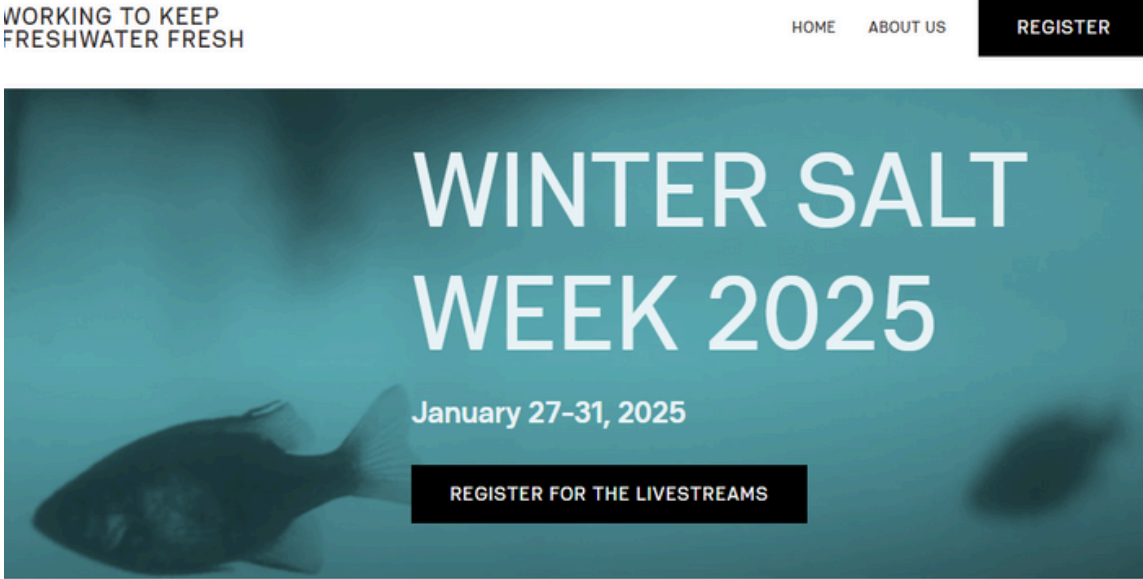 WORKING TO KEEP
FRESHWATER FRESH
HOME
ABOUT US
REGISTER
WINTER SALT
WEEK 2025
January 27-31, 2025
REGISTER FOR THE LIVESTREAMS